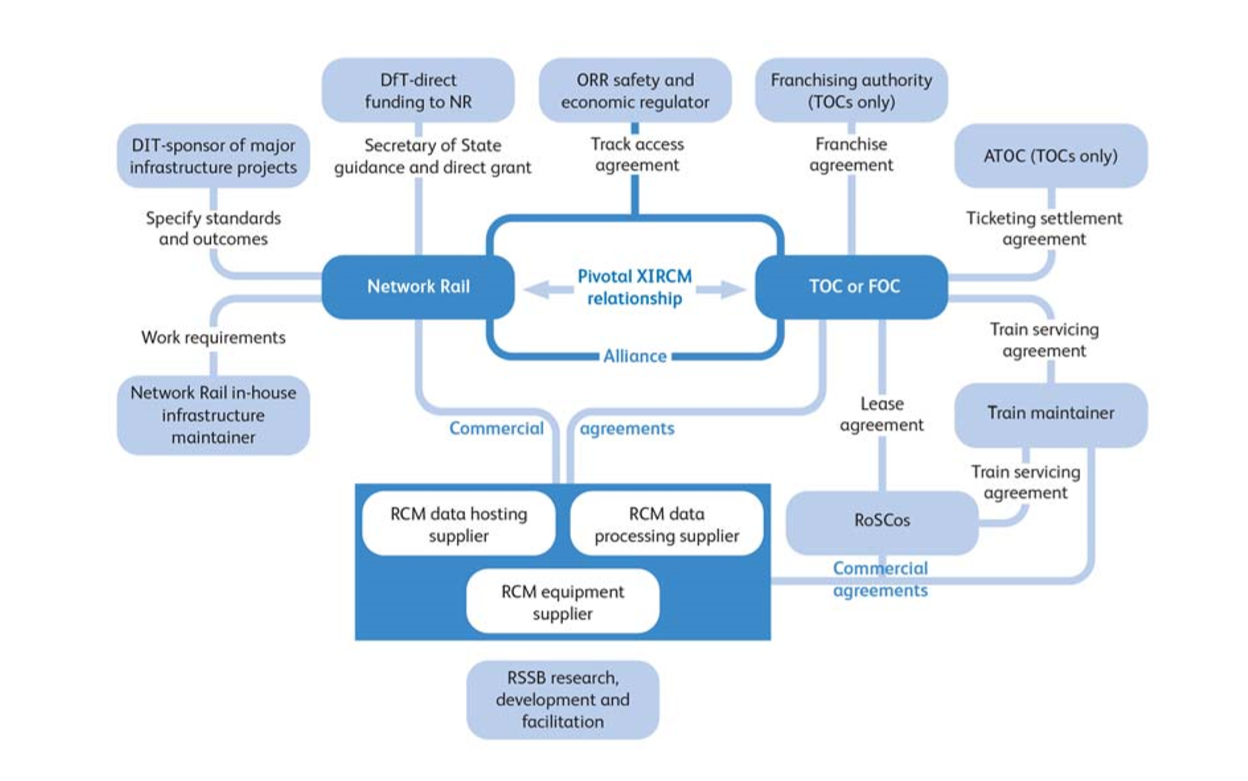 DfT-direct
funding to NR
ORR safety and
economic regulator
Franchising authority
(TOCs only)
DIT-sponsor of major
infrastructure projects
Secretary of State
guidance and direct grant
Track access
agreement
Franchise
agreement
ATOC (TOCs only)
Specify standards
and outcomes
Ticketing settlement
agreement
Network Rail
Pivotal XIRCM
relationship
TOC or FOC
Work requirements
Alliance
Train servicing
agreement
Network Rail in-house
infrastructure
maintainer
Commercial agreements
Lease
agreement
Train maintainer
Train servicing
agreement
RCM data hosting
supplier
RCM data
processing supplier
RoSCos
RCM equipment
supplier
Commercial
agreements
RSSB research,
development and
facilitation